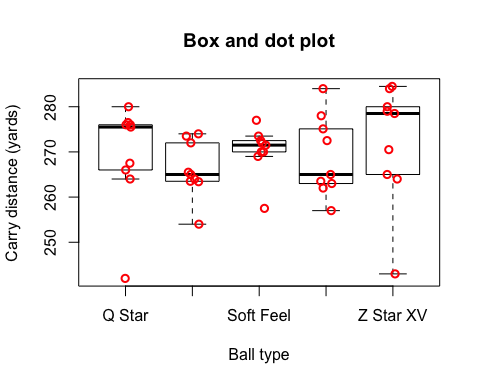 Box and dot plot
Carry distance (yards)
280
270
260
250
Q Star Soft Feel Z Star XV
Ball type